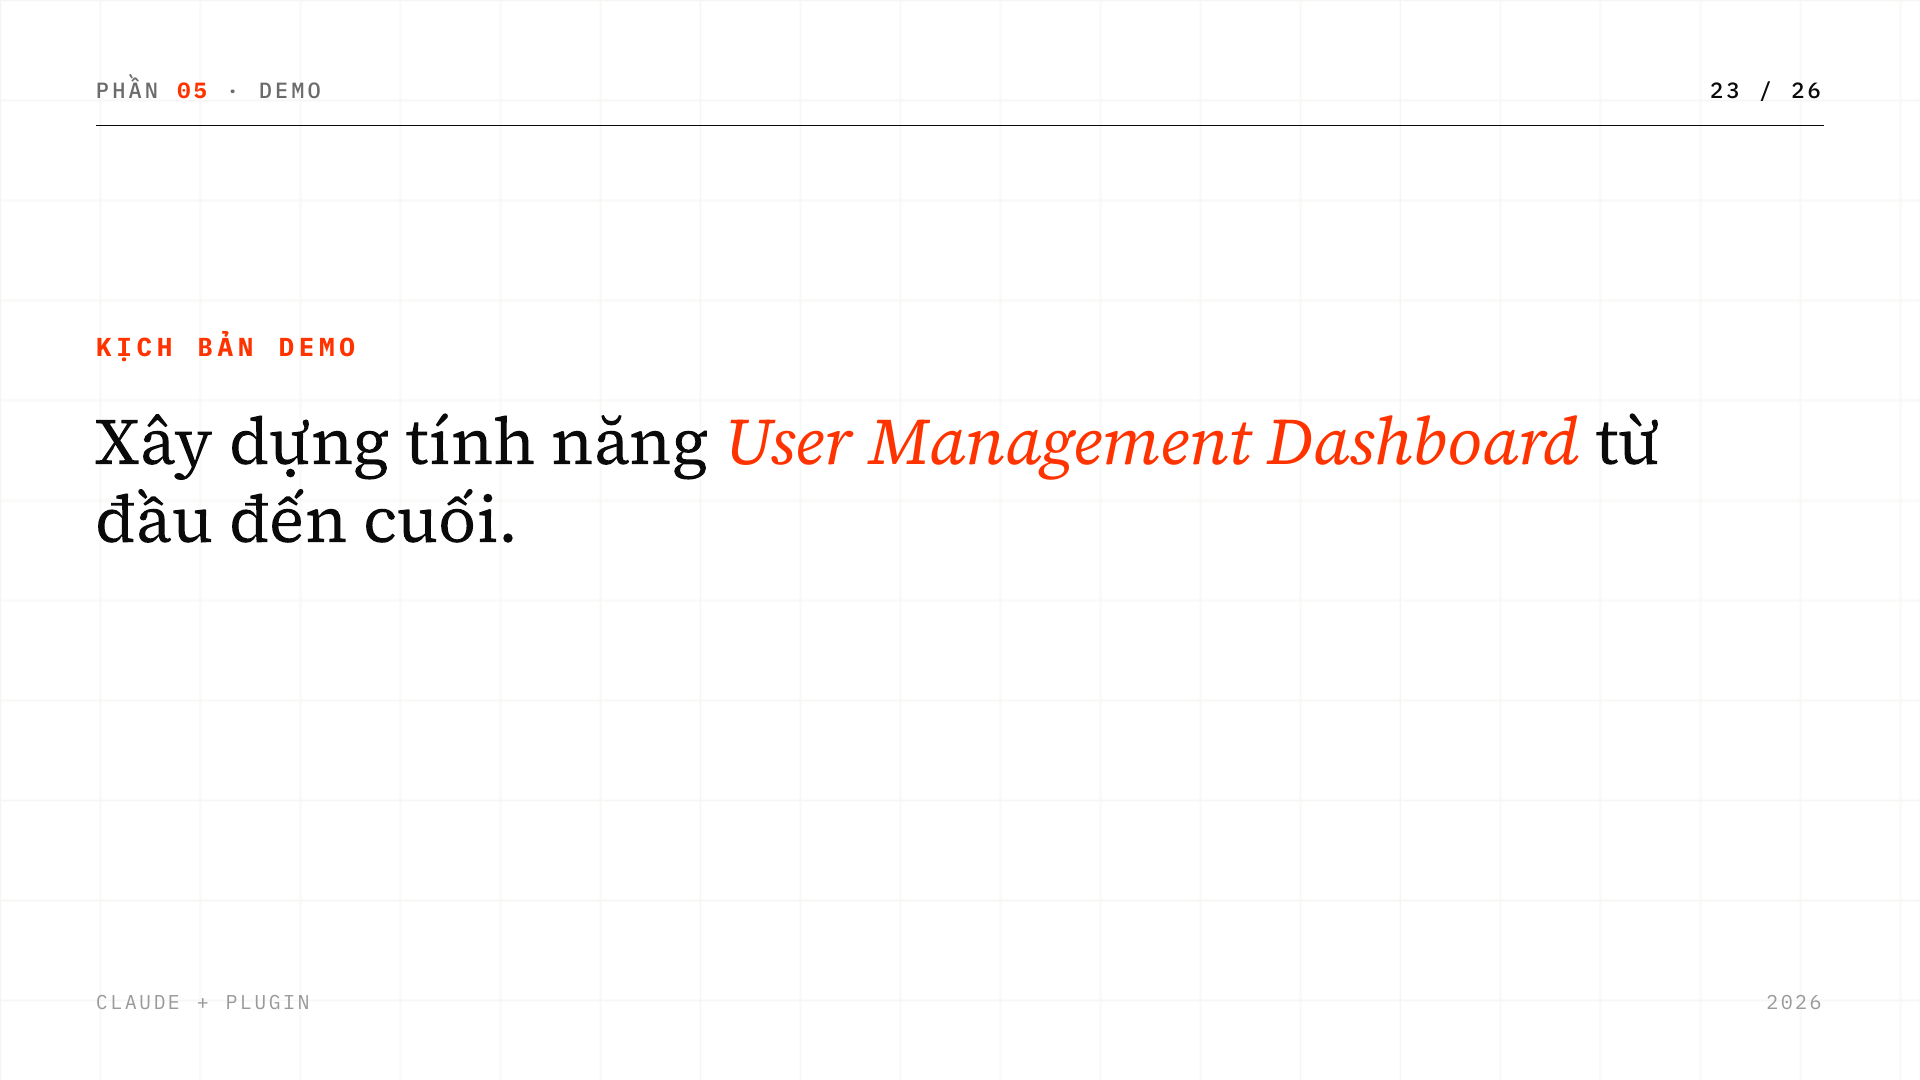 PHẦN 05 · DEMO
23 / 26
KỊCH BẢN DEMO
Xây dựng tính năng User Management Dashboard từ
đầu đến cuối.
CLAUDE + PLUGIN
2026